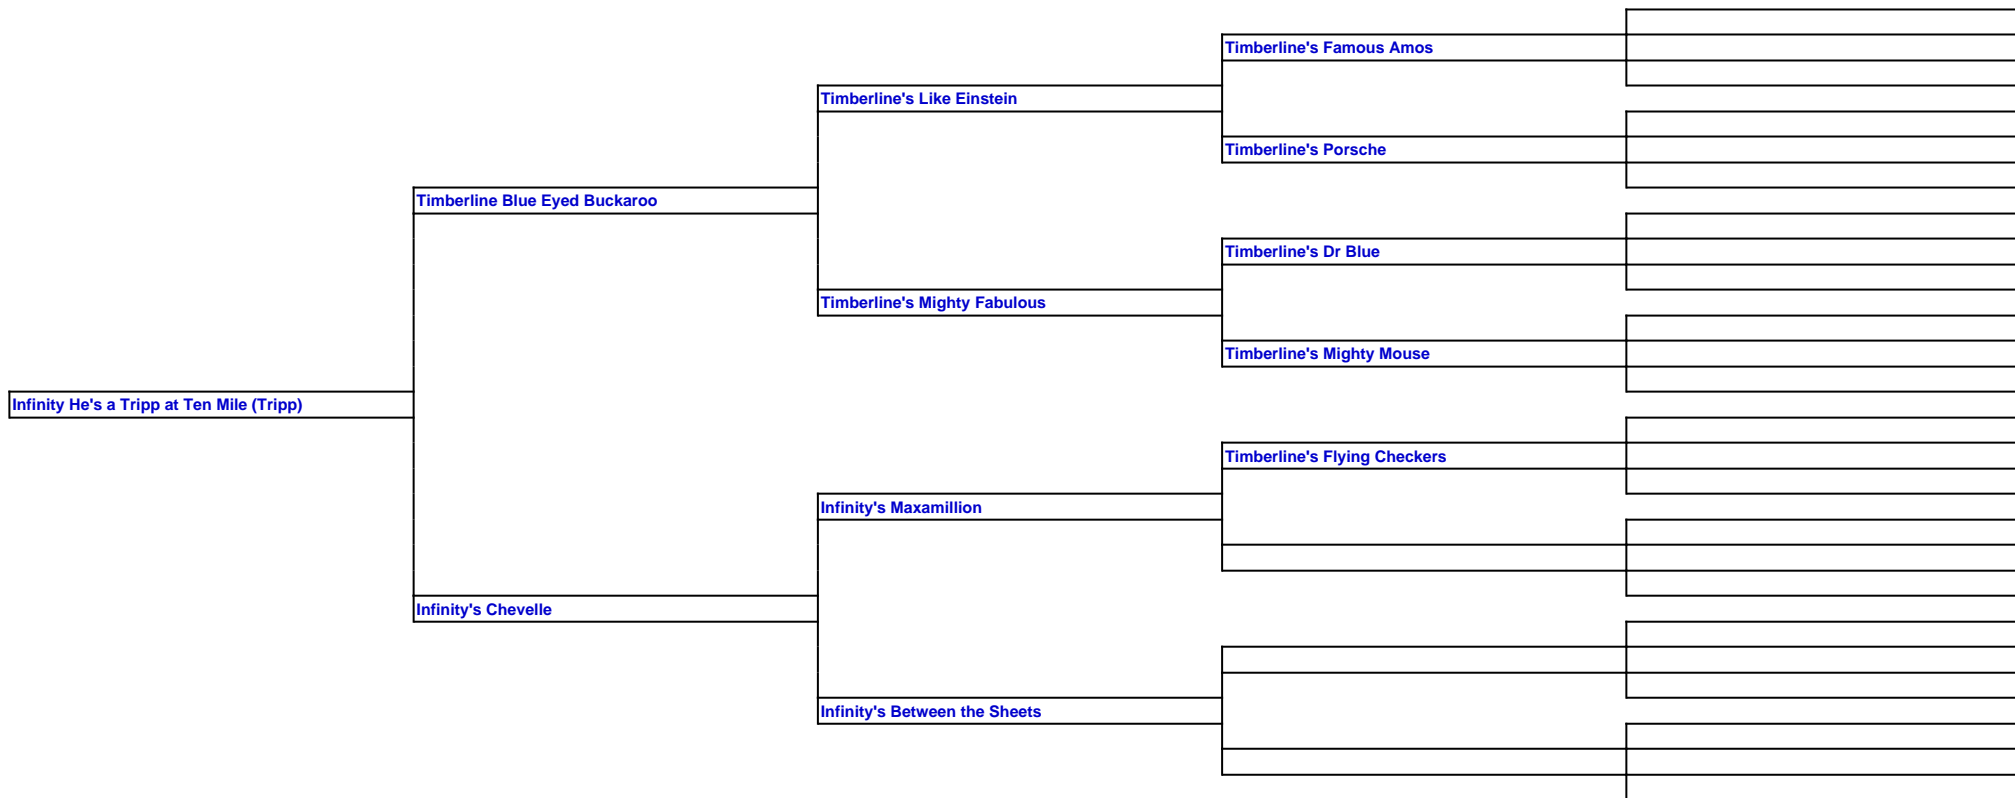 Timberline's Famous Amos
Timberline's Like Einstein
Timberline's Porsche
Timberline Blue Eyed Buckaroo
Timberline's Dr Blue
Timberline's Mighty Fabulous
Timberline's Mighty Mouse
Infinity He's a Tripp at Ten Mile (Tripp)
Timberline's Flying Checkers
Infinity's Maxamillion
Infinity's Chevelle
Infinity's Between the Sheets